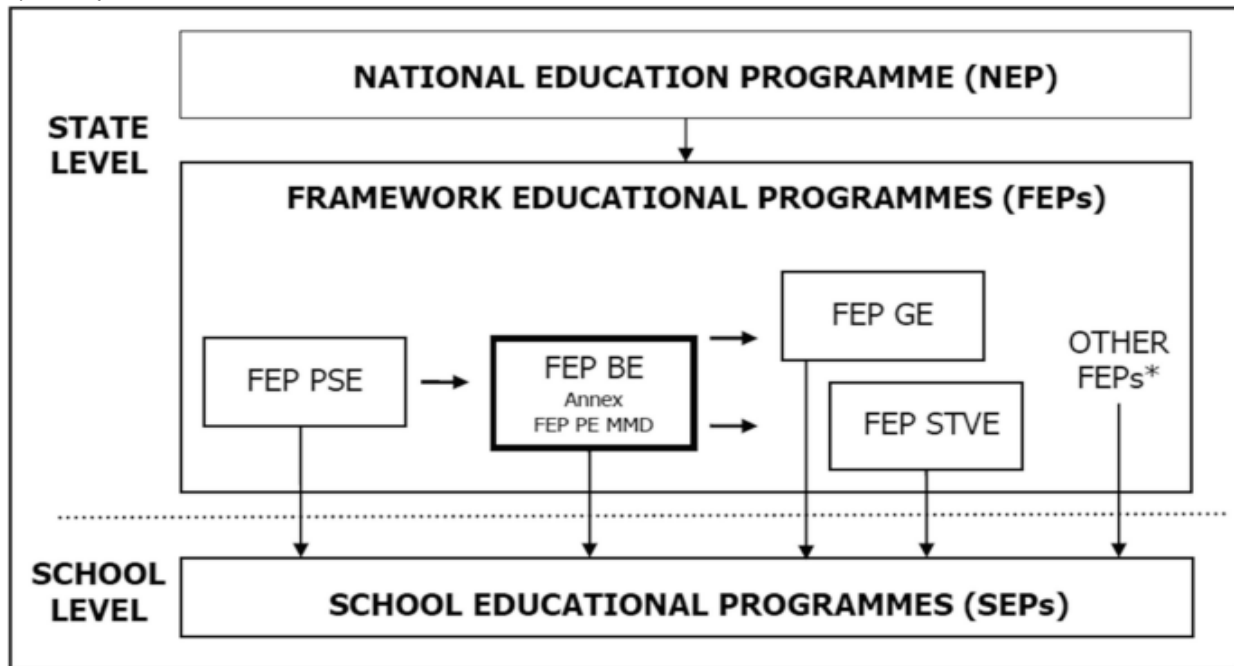 NATIONAL EDUCATION PROGRAMME (NEP)
STATE
LEVEL
FRAMEWORK EDUCATIONAL PROGRAMMES (FEPs)
FEP PSE
FEP BE
Annex
FEP PE MMD
FEP GE
FEP STVE
OTHER
FEPs*
SCHOOL
LEVEL
SCHOOL EDUCATIONAL PROGRAMMES (SEPs)